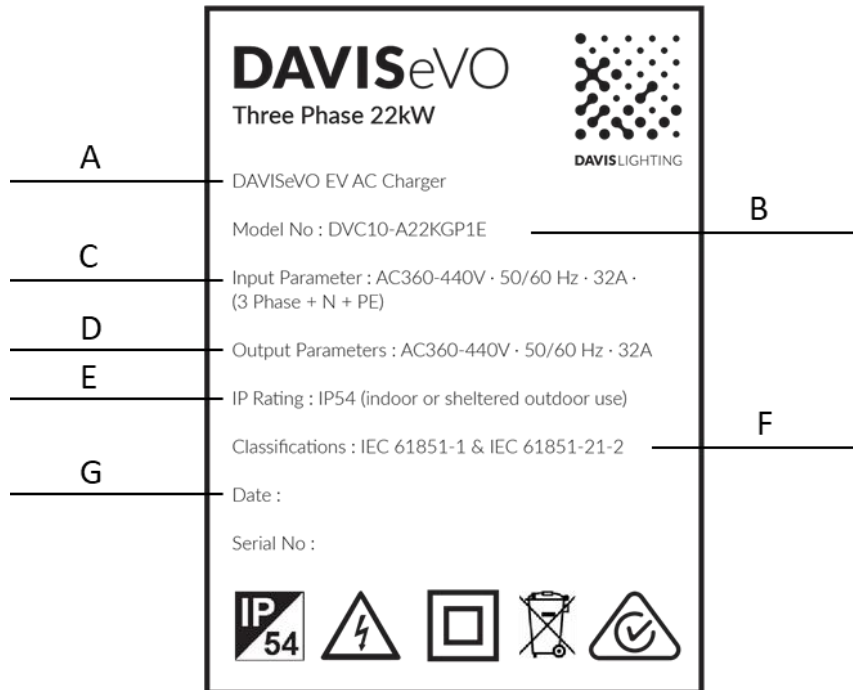 DAVISeVO
Three Phase 22kW
DAVISLIGHTING
A
DAVISeVO EV AC Charger
B
Model No : DVC10-A22KGP1E
C
Input Parameter : AC360-440V · 50/60 Hz · 32A ·
(3 Phase + N + PE)
D
Output Parameters : AC360-440V · 50/60 Hz · 32A
E
IP Rating : IP54 (indoor or sheltered outdoor use)
F
Classifications : IEC 61851-1 & IEC 61851-21-2
G
Date :
Serial No :
IP
54